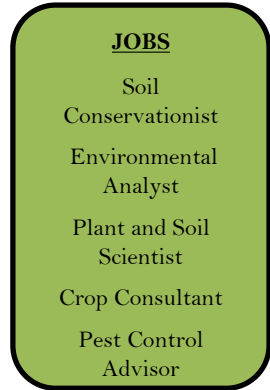 JOBS
Soil
Conservationist
Environmental
Analyst
Plant and Soil
Scientist
Crop Consultant
Pest Control
Advisor